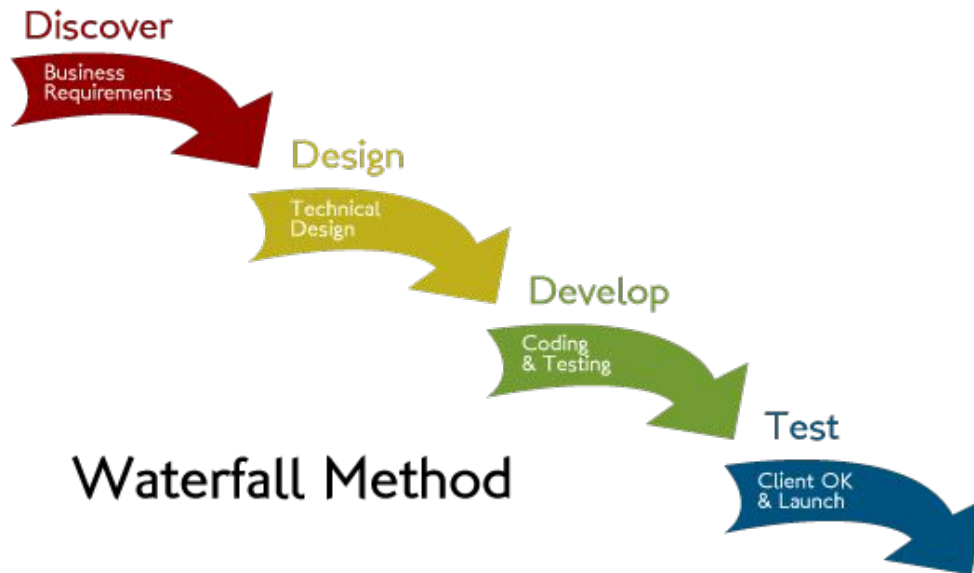 Discover
Business
Requirements
Design
Technical
Design
Develop
Coding
& Testing
Test
Client OK
& Launch
Waterfall Method